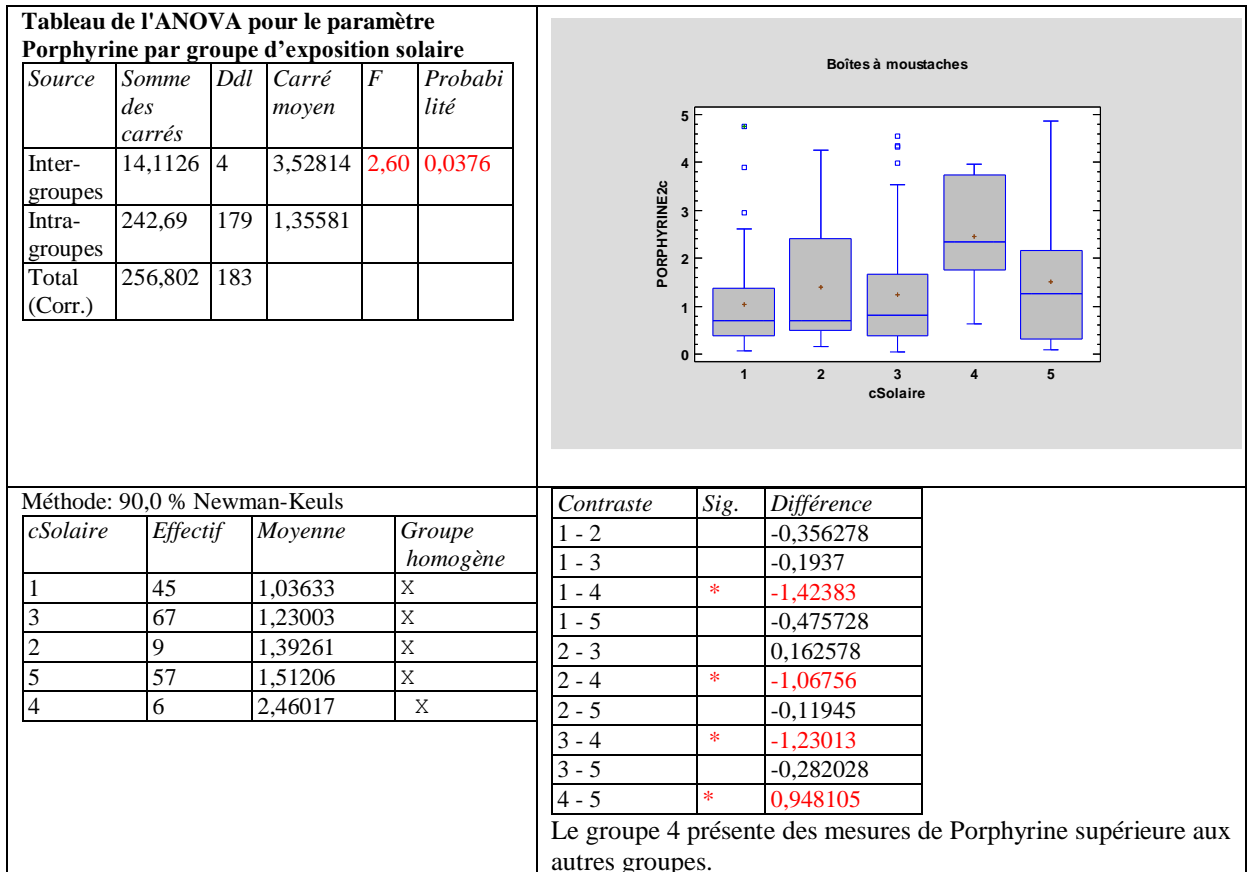 Tableau de l'ANOVA pour le paramètre
Porphyrine par groupe d'exposition solaire
Source Somme des carrés Ddl Carré moyen F Probabi lité
Inter-groupes 14,1126 4 3,52814 2,60 0,0376
Intra-groupes 242,69 179 1,35581
Total (Corr.) 256,802 183
Boîtes à moustaches
PORPHYRINE2c
5
4
3
2
1
0
1 2 3 4 5
cSolaire
Méthode: 90,0 % Newman-Keuls
cSolaire Effectif Moyenne Groupe homogène
1 45 1,03633 X
3 67 1,23003 X
2 9 1,39261 X
5 57 1,51206 X
4 6 2,46017 X
Contraste Sig. Différence
1 - 2 -0,356278
1 - 3 -0,1937
1 - 4 * -1,42383
1 - 5 -0,475728
2 - 3 0,162578
2 - 4 * -1,06756
2 - 5 -0,11945
3 - 4 * -1,23013
3 - 5 -0,282028
4 - 5 * 0,948105
Le groupe 4 présente des mesures de Porphyrine supérieure aux
autres groupes.